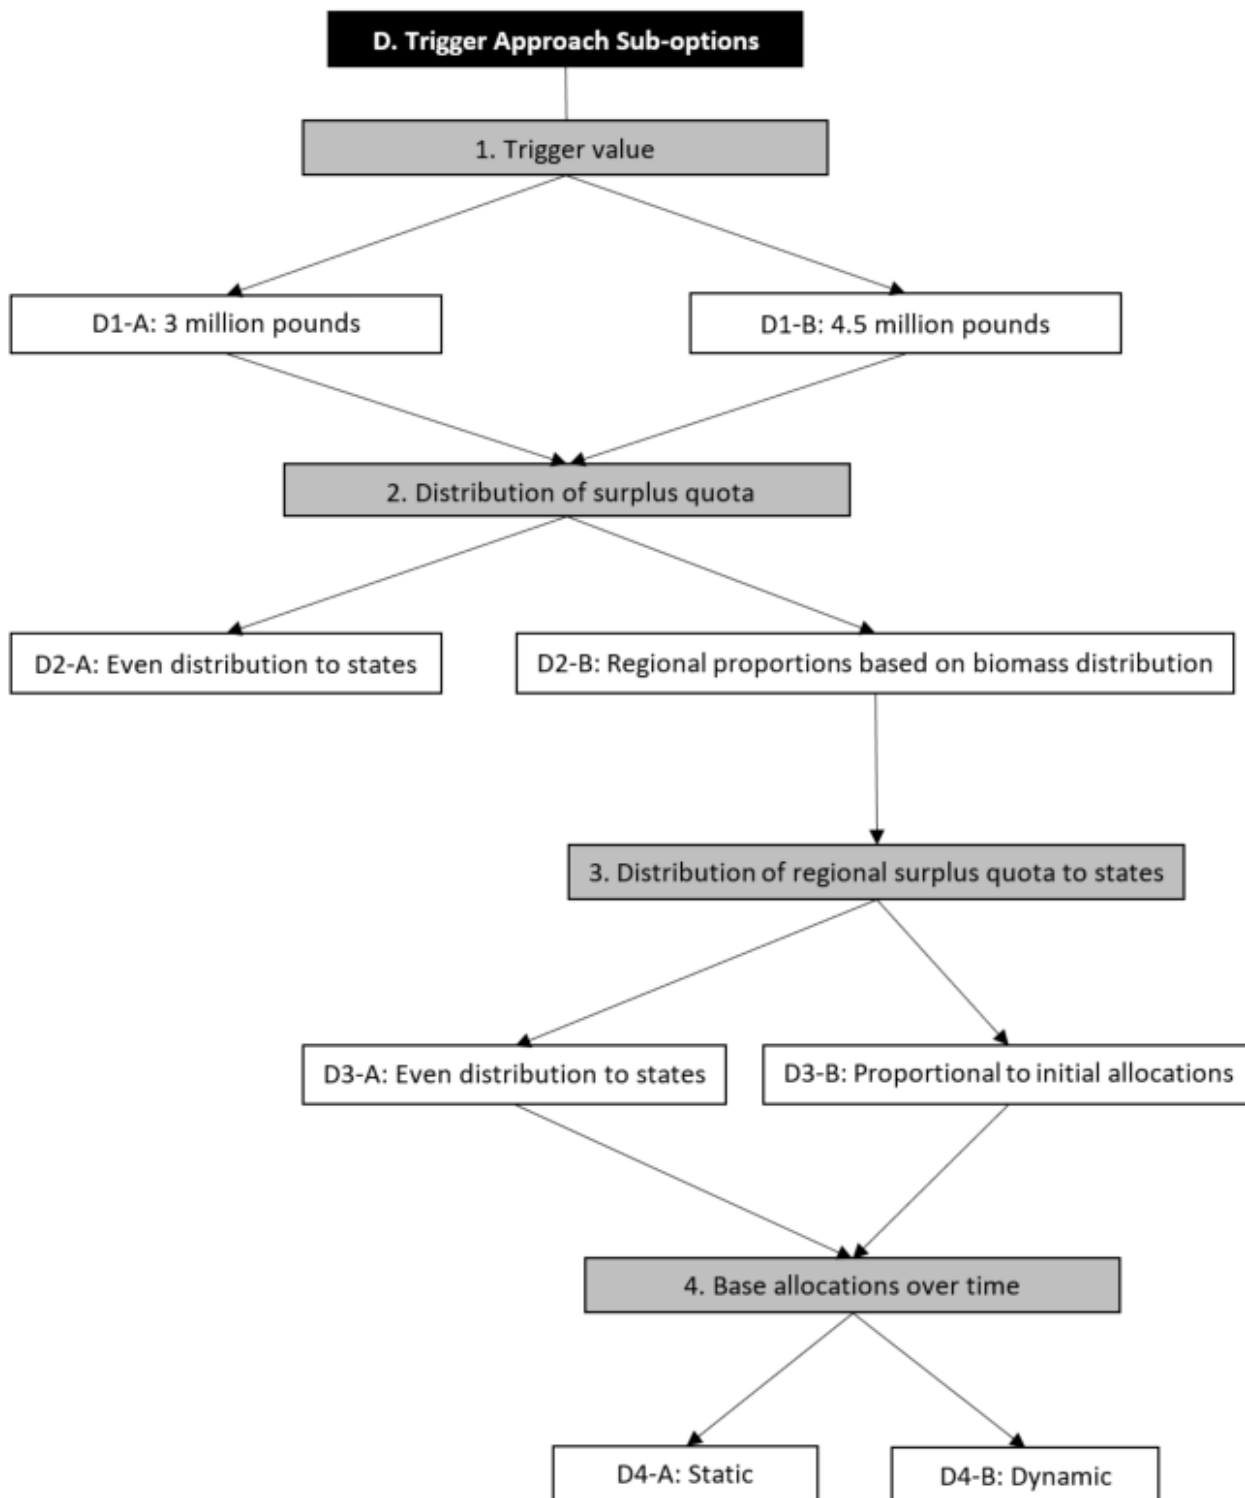 D. Trigger Approach Sub-options
1. Trigger value
D1-A: 3 million pounds
D1-B: 4.5 million pounds
2. Distribution of surplus quota
D2-A: Even distribution to states
D2-B: Regional proportions based on biomass distribution
3. Distribution of regional surplus quota to states
D3-A: Even distribution to states
D3-B: Proportional to initial allocations
4. Base allocations over time
D4-A: Static
D4-B: Dynamic